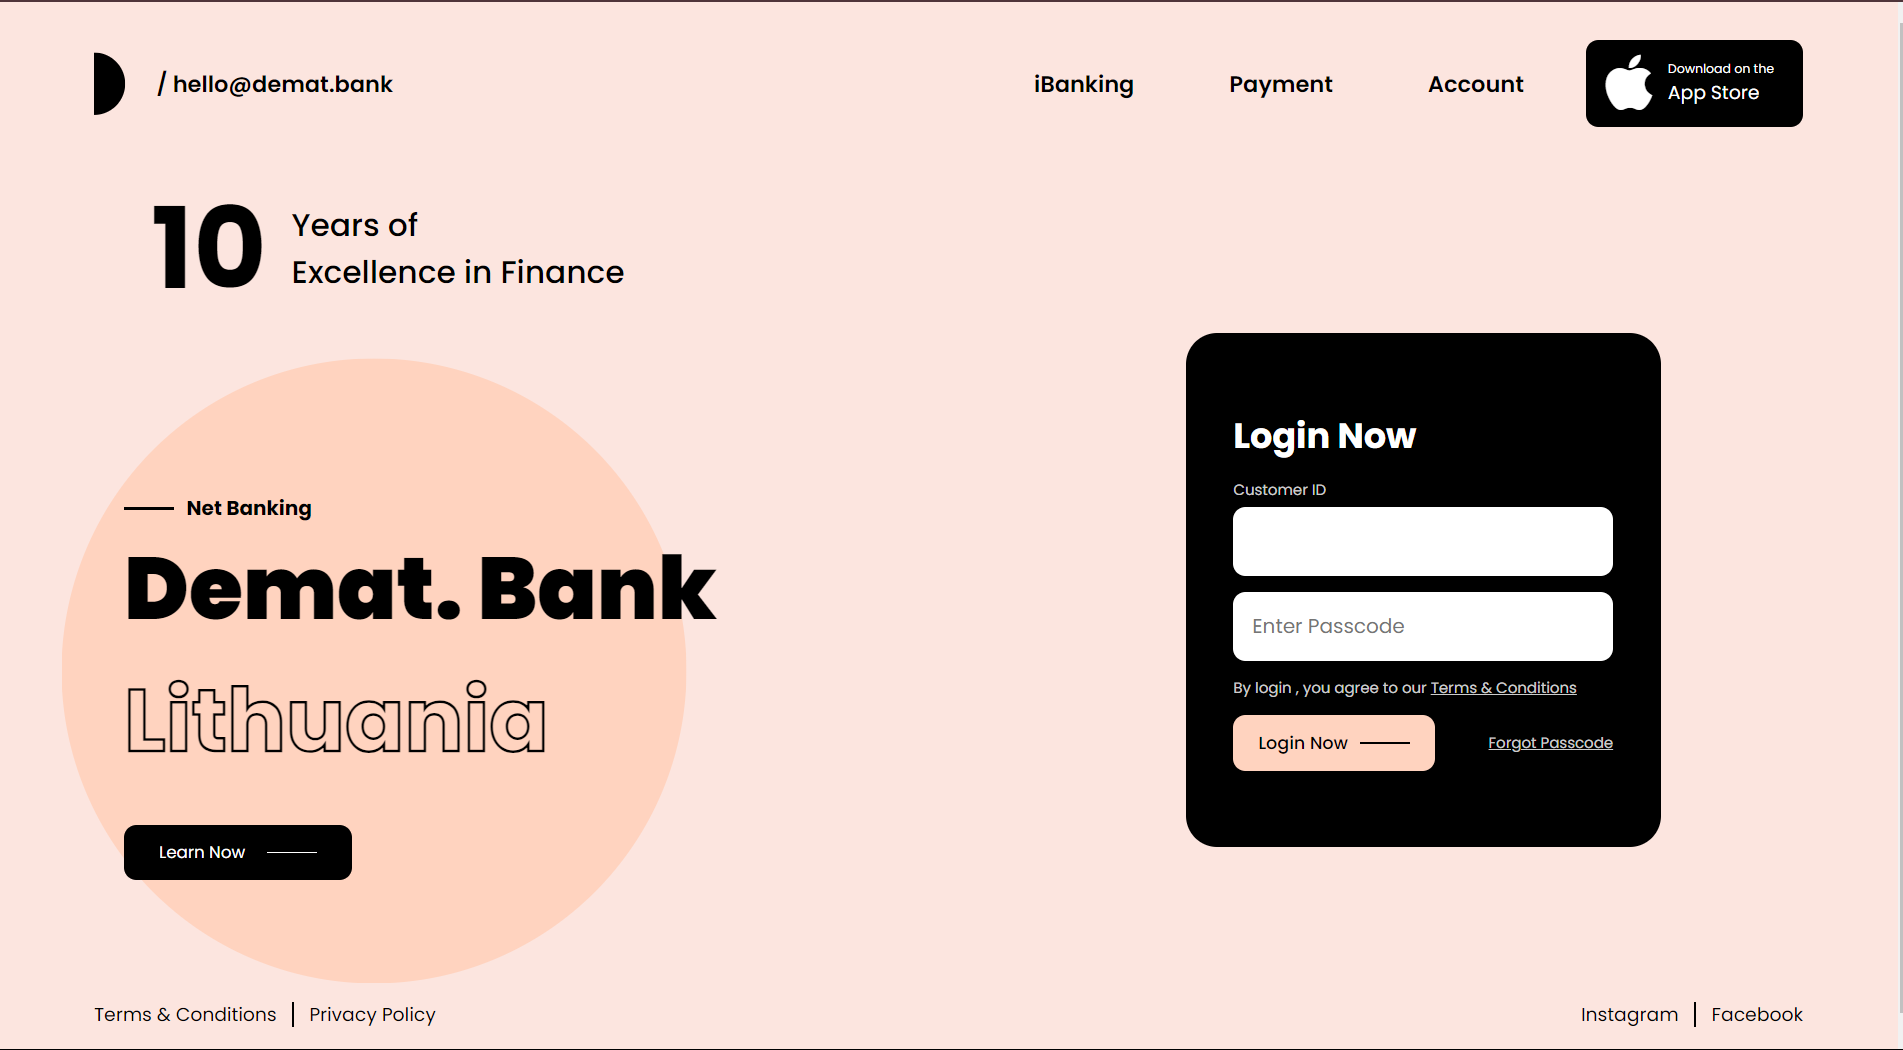 / hello@demat.bank
iBanking
Payment
Account
Download on the
App Store
10
Years of
Excellence in Finance
Net Banking
Demat. Bank
Lithuania
Learn Now
Login Now
Customer ID
Enter Passcode
By login , you agree to our Terms & Conditions
Login Now
Forgot Passcode
Terms & Conditions
Privacy Policy
Instagram
Facebook